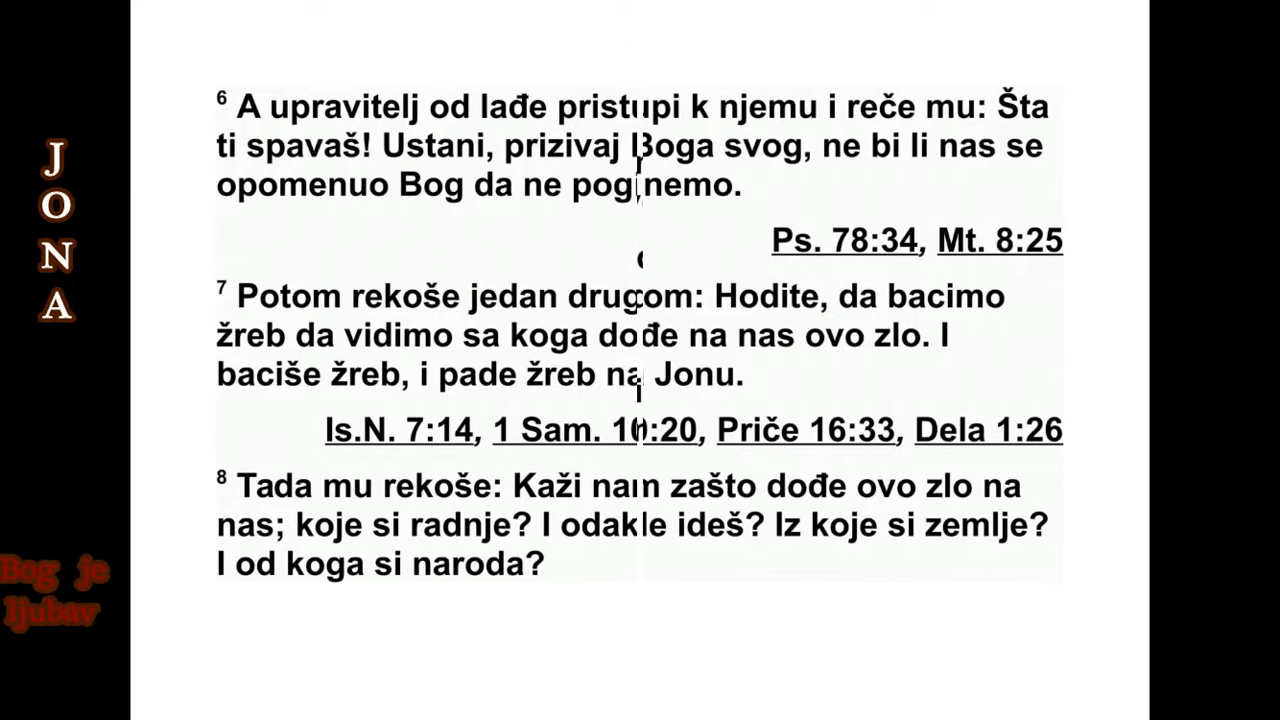 J
O
N
A
Bog je
ljubav
6 A upravitelj od lađe pristupi k njemu i reče mu: Šta
ti spavaš! Ustani, prizivaj Boga svog, ne bi li nas se
opomenuo Bog da ne poginemo.
Ps. 78:34, Mt. 8:25
7 Potom rekoše jedan drugom: Hodite, da bacimo
žreb da vidimo sa koga dođe na nas ovo zlo. I
baciše žreb, i pade žreb na Jonu.
Is.N. 7:14, 1 Sam. 10:20, Priče 16:33, Dela 1:26
8 Tada mu rekoše: Kaži nam zašto dođe ovo zlo na
nas; koje si radnje? I odakle ideš? Iz koje si zemlje?
I od koga si naroda?